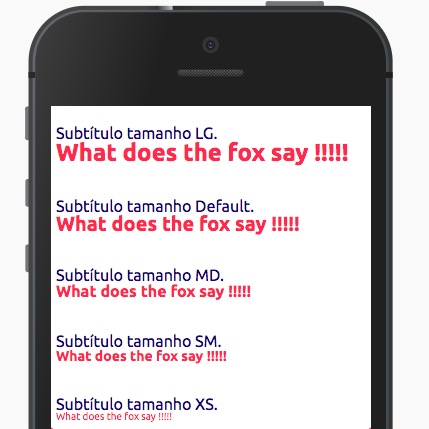 Subtítulo tamanho LG.
What does the fox say !!!!!
Subtítulo tamanho Default.
What does the fox say !!!!!
Subtítulo tamanho MD.
What does the fox say !!!!!
Subtítulo tamanho SM.
What does the fox say !!!!!
Subtítulo tamanho XS.
What does the fox say !!!!!